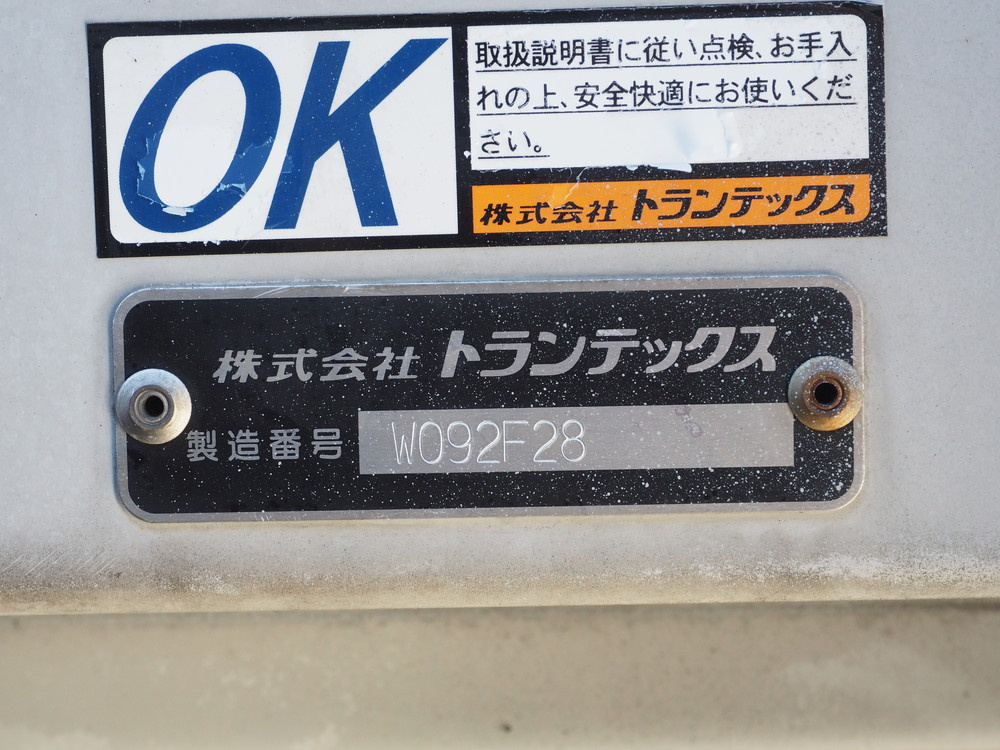 OK
取扱説明書に従い点検、お手入
れの上、安全快適にお使いくだ
さい。
株式会社 トランテックス
株式会社 トランテックス
製造番号 W092F28